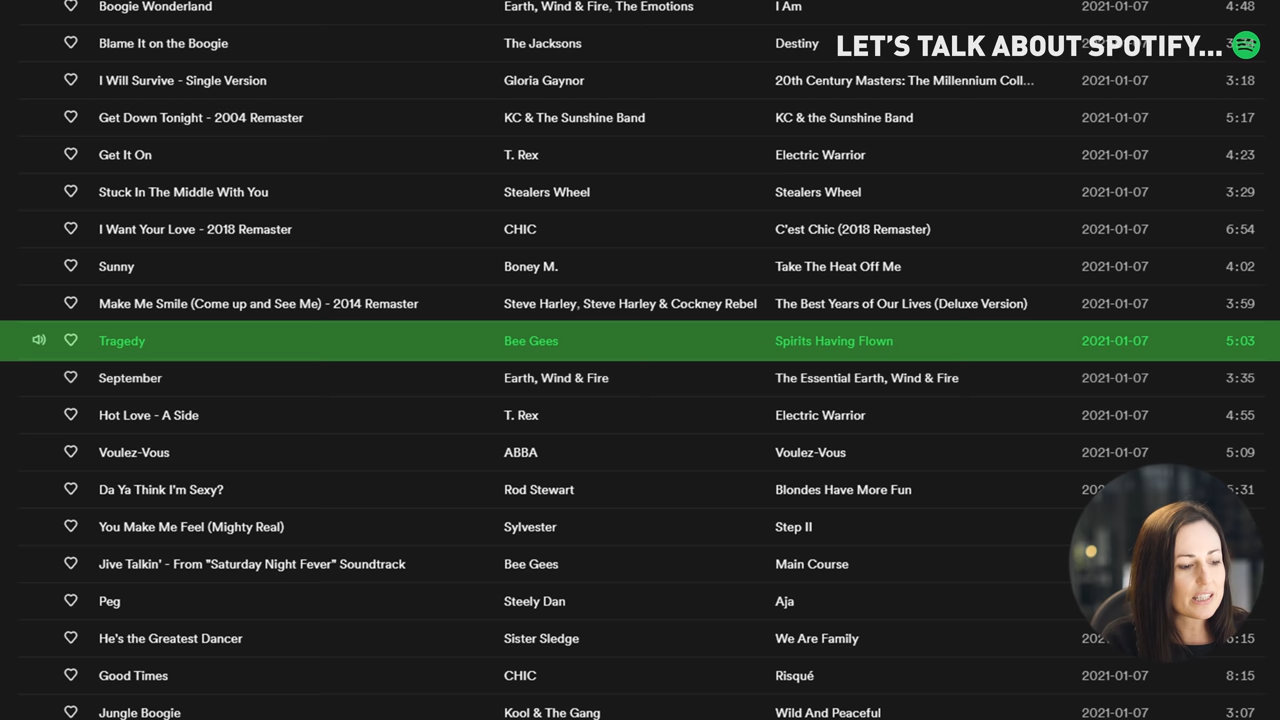 Boogie Wonderland Earth, Wind & Fire, The Emotions I Am 2021-01-07 4:48
LET'S TALK ABOUT SPOTIFY...
Blame It on the Boogie The Jacksons Destiny
I Will Survive - Single Version Gloria Gaynor 20th Century Masters: The Millennium Coll... 2021-01-07 3:18
Get Down Tonight - 2004 Remaster KC & The Sunshine Band KC & the Sunshine Band 2021-01-07 5:17
Get It On T. Rex Electric Warrior 2021-01-07 4:23
Stuck In The Middle With You Stealers Wheel Stealers Wheel 2021-01-07 3:29
I Want Your Love - 2018 Remaster CHIC C'est Chic (2018 Remaster) 2021-01-07 6:54
Sunny Boney M. Take The Heat Off Me 2021-01-07 4:02
Make Me Smile (Come up and See Me) - 2014 Remaster Steve Harley, Steve Harley & Cockney Rebel The Best Years of Our Lives (Deluxe Version) 2021-01-07 3:59
Tragedy Bee Gees Spirits Having Flown 2021-01-07 5:03
September Earth, Wind & Fire The Essential Earth, Wind & Fire 2021-01-07 3:35
Hot Love - A Side T. Rex Electric Warrior 2021-01-07 4:55
Voulez-Vous ABBA Voulez-Vous 2021-01-07 5:09
Da Ya Think I'm Sexy? Rod Stewart Blondes Have More Fun
You Make Me Feel (Mighty Real) Sylvester Step II
Jive Talkin' - From "Saturday Night Fever" Soundtrack Bee Gees Main Course
Peg Steely Dan Aja
He's the Greatest Dancer Sister Sledge We Are Family
Good Times CHIC Risqué 2021-01-07 8:15
Jungle Boogie Kool & The Gang Wild And Peaceful 2021-01-07 3:07